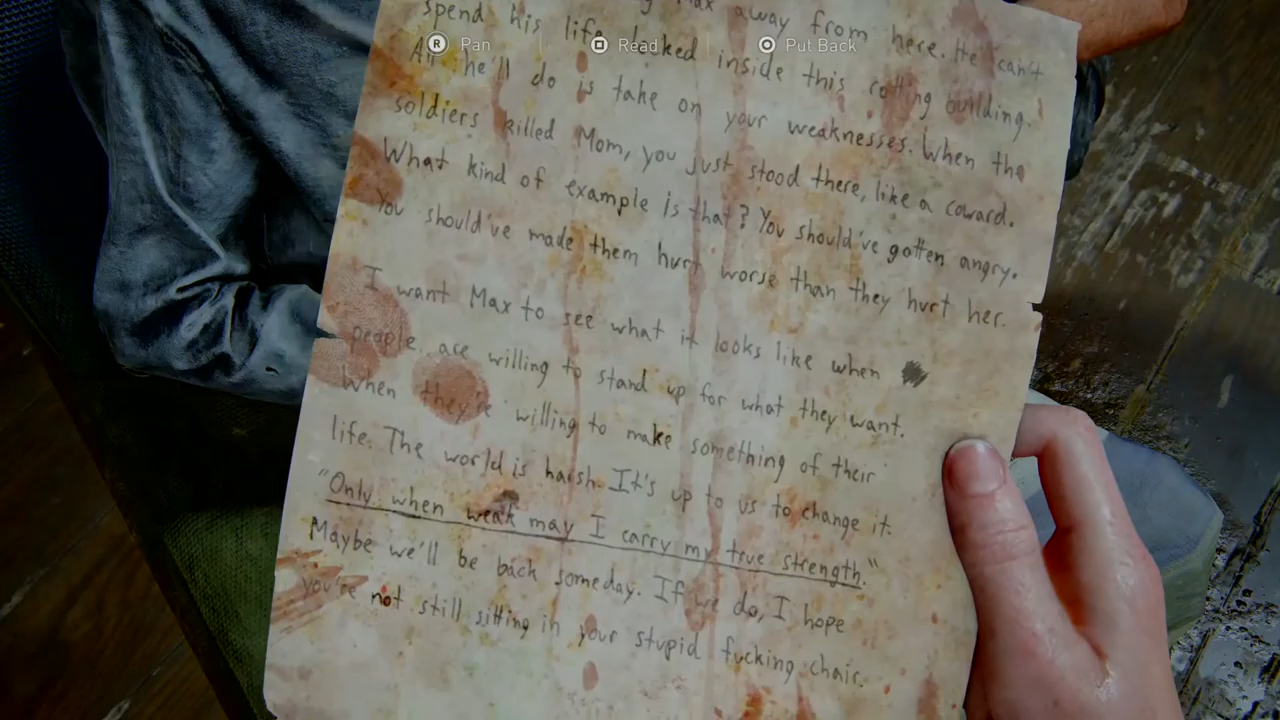 away from here. He can't
Ⓡ Pan Read Put Back
spend his life locked inside this rotting building.
All he'll do is take on your weaknesses. When the
soldiers killed Mom, you just stood there, like a coward.
What kind of example is that? You should've gotten angry.
You should've made them hurt worse than they hurt her.
I want Max to see what it looks like when
people are willing to stand up for what they want.
When they're willing to make something of their
life. The world is harsh. It's up to us to change it.
"Only when weak may I carry my true strength."
Maybe we'll be back someday. If we do, I hope
you're not still sitting in your stupid fucking chair.